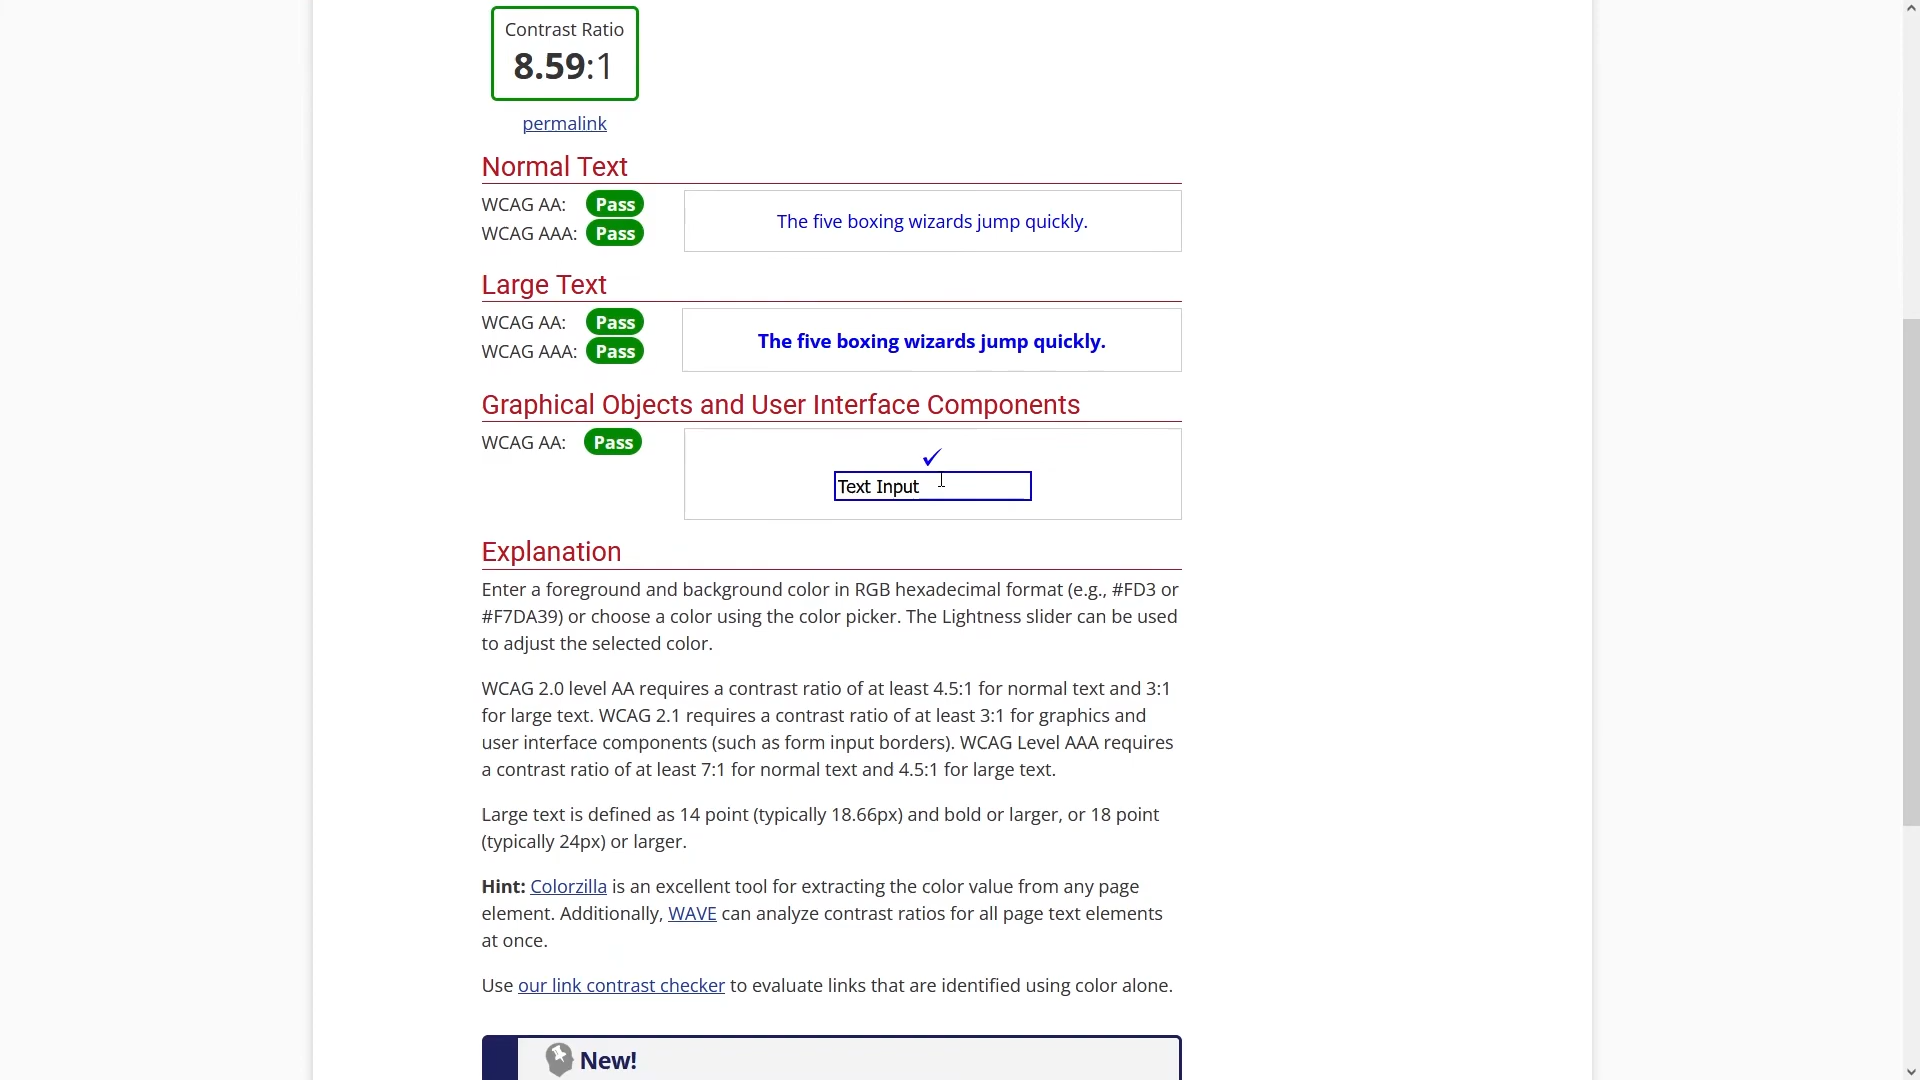 Contrast Ratio
8.59:1
permalink
Normal Text
WCAG AA: Pass
WCAG AAA: Pass
The five boxing wizards jump quickly.
Large Text
WCAG AA: Pass
WCAG AAA: Pass
The five boxing wizards jump quickly.
Graphical Objects and User Interface Components
WCAG AA: Pass
Text Input
Explanation
Enter a foreground and background color in RGB hexadecimal format (e.g., #FD3 or
#F7DA39) or choose a color using the color picker. The Lightness slider can be used
to adjust the selected color.
WCAG 2.0 level AA requires a contrast ratio of at least 4.5:1 for normal text and 3:1
for large text. WCAG 2.1 requires a contrast ratio of at least 3:1 for graphics and
user interface components (such as form input borders). WCAG Level AAA requires
a contrast ratio of at least 7:1 for normal text and 4.5:1 for large text.
Large text is defined as 14 point (typically 18.66px) and bold or larger, or 18 point
(typically 24px) or larger.
Hint: Colorzilla is an excellent tool for extracting the color value from any page
element. Additionally, WAVE can analyze contrast ratios for all page text elements
at once.
Use our link contrast checker to evaluate links that are identified using color alone.
New!